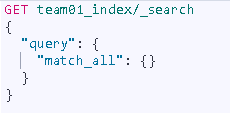 GET team01_index/_search
{
  "query": {
    "match_all": {}
  }
}